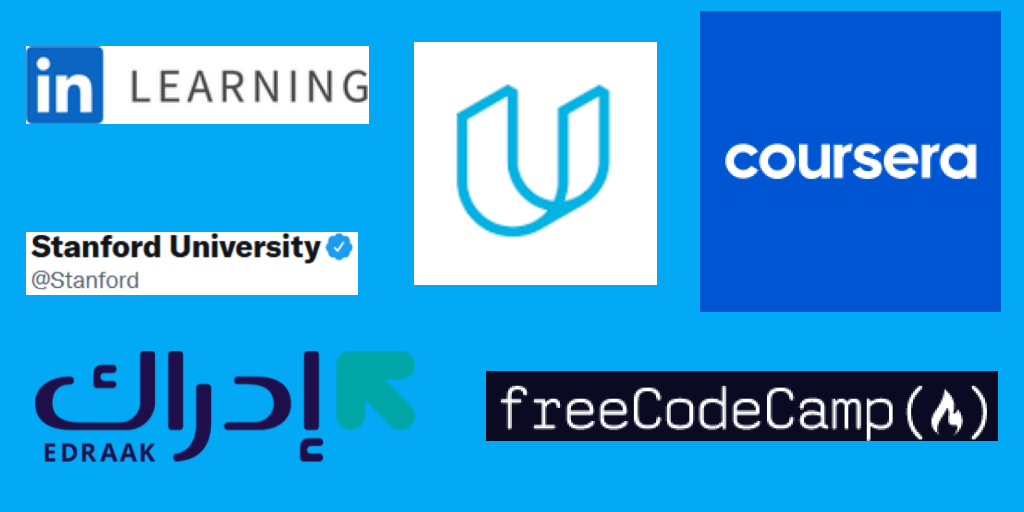 in LEARNING
coursera
Stanford University
@Stanford
إدراك
EDRAAK
freeCodeCamp(🔥)